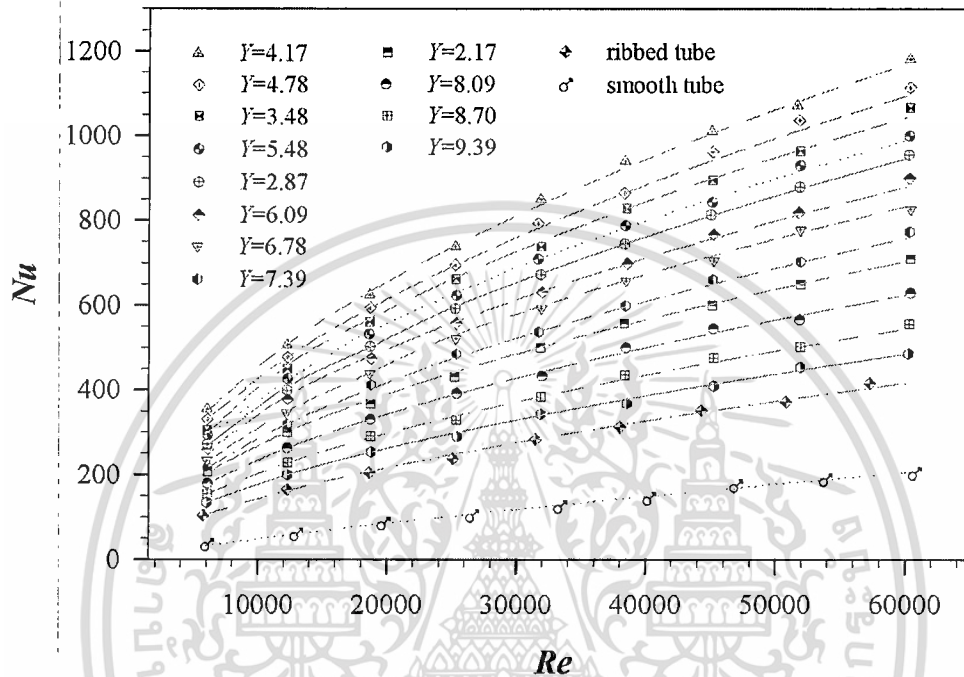 1200
1000
800
600
400
200
0
Nu
Y=4.17
Y=4.78
Y=3.48
Y=5.48
Y=2.87
Y=6.09
Y=6.78
Y=7.39
Y=2.17
Y=8.09
Y=8.70
Y=9.39
ribbed tube
smooth tube
10000
20000
30000
40000
50000
60000
Re